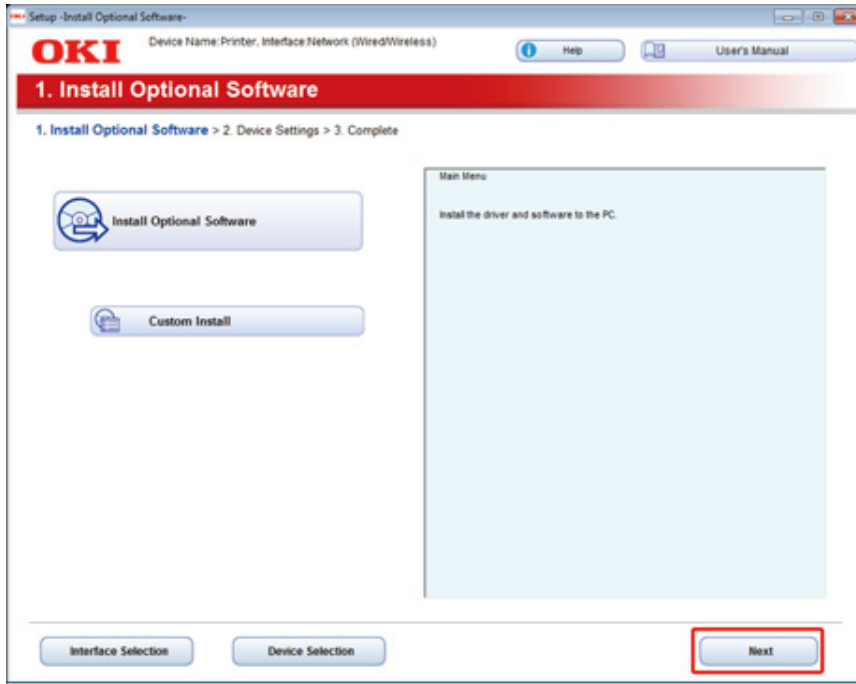 OKI Setup -Install Optional Software-
OKI
Device Name:Printer, Interface:Network (Wired/Wireless)
Help
User's Manual
1. Install Optional Software
1. Install Optional Software > 2. Device Settings > 3. Complete
Main Menu
Install the driver and software to the PC.
Install Optional Software
Custom Install
Interface Selection
Device Selection
Next